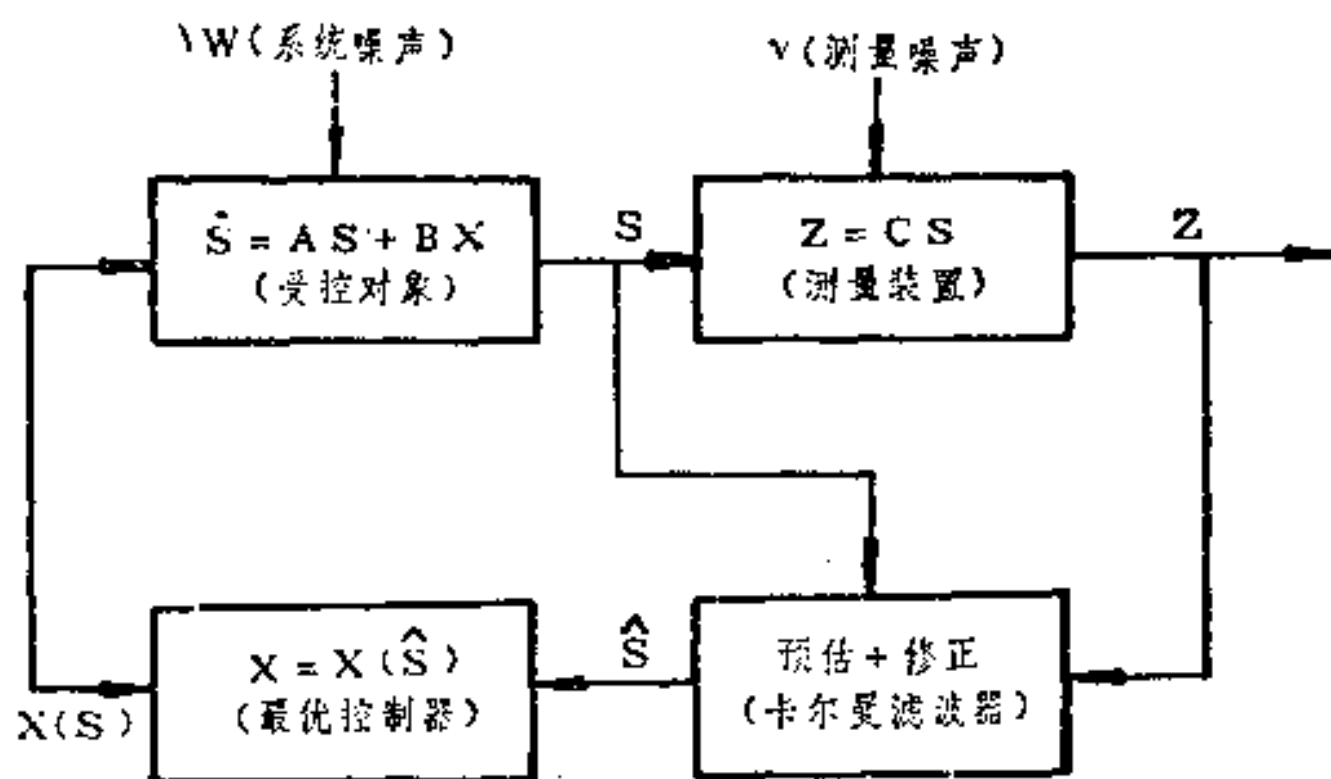 W(系统噪声)
v(测量噪声)
Ṡ = A S + B X
(受控对象)
S
Z = C S
(测量装置)
Z
X = X(Ŝ)
(最优控制器)
Ŝ
预估+修正
(卡尔曼滤波器)
X(S)